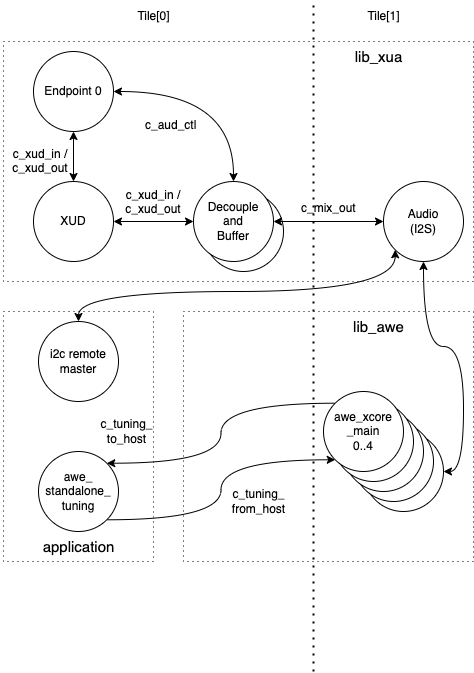 Tile[0]
Tile[1]
lib_xua
Endpoint 0
c_aud_ctl
c_xud_in /
c_xud_out
c_xud_in /
c_xud_out
XUD
Decouple
and
Buffer
c_mix_out
Audio
(I2S)
lib_awe
i2c remote
master
awe_xcore
_main
0..4
c_tuning_
to_host
awe_
standalone_
tuning
c_tuning_
from_host
application